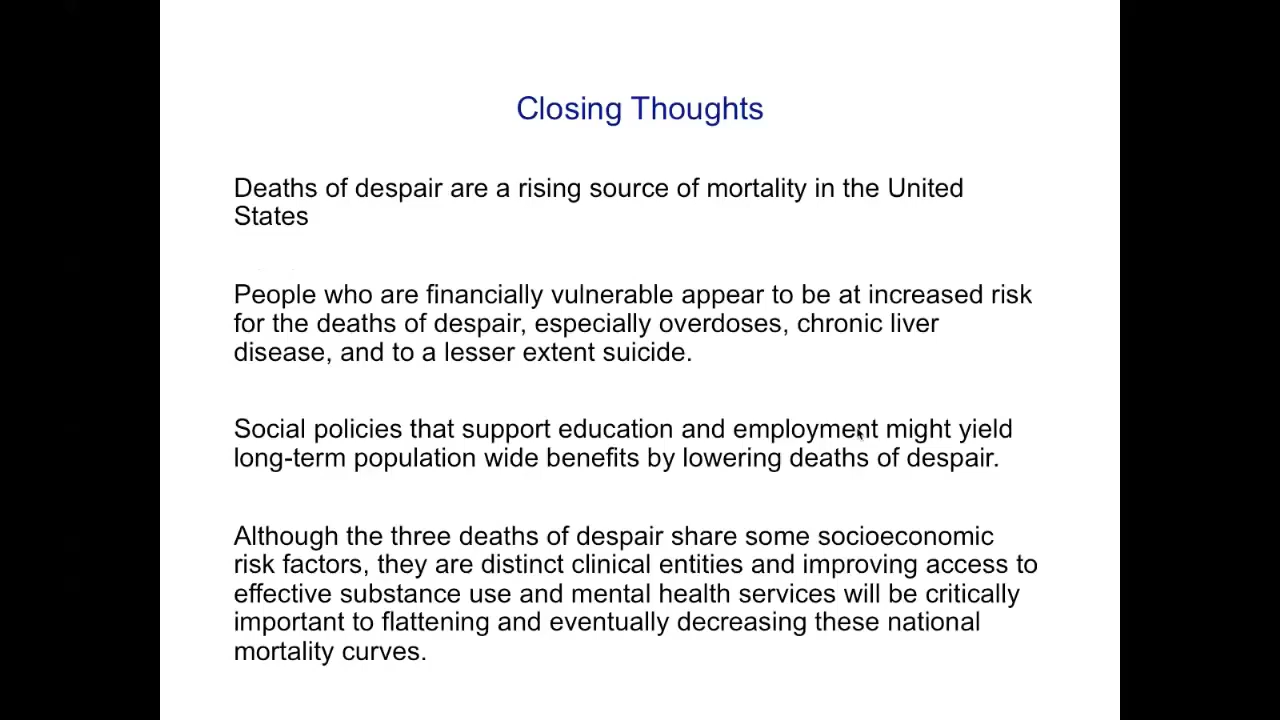 Closing Thoughts
Deaths of despair are a rising source of mortality in the United
States
People who are financially vulnerable appear to be at increased risk
for the deaths of despair, especially overdoses, chronic liver
disease, and to a lesser extent suicide.
Social policies that support education and employment might yield
long-term population wide benefits by lowering deaths of despair.
Although the three deaths of despair share some socioeconomic
risk factors, they are distinct clinical entities and improving access to
effective substance use and mental health services will be critically
important to flattening and eventually decreasing these national
mortality curves.